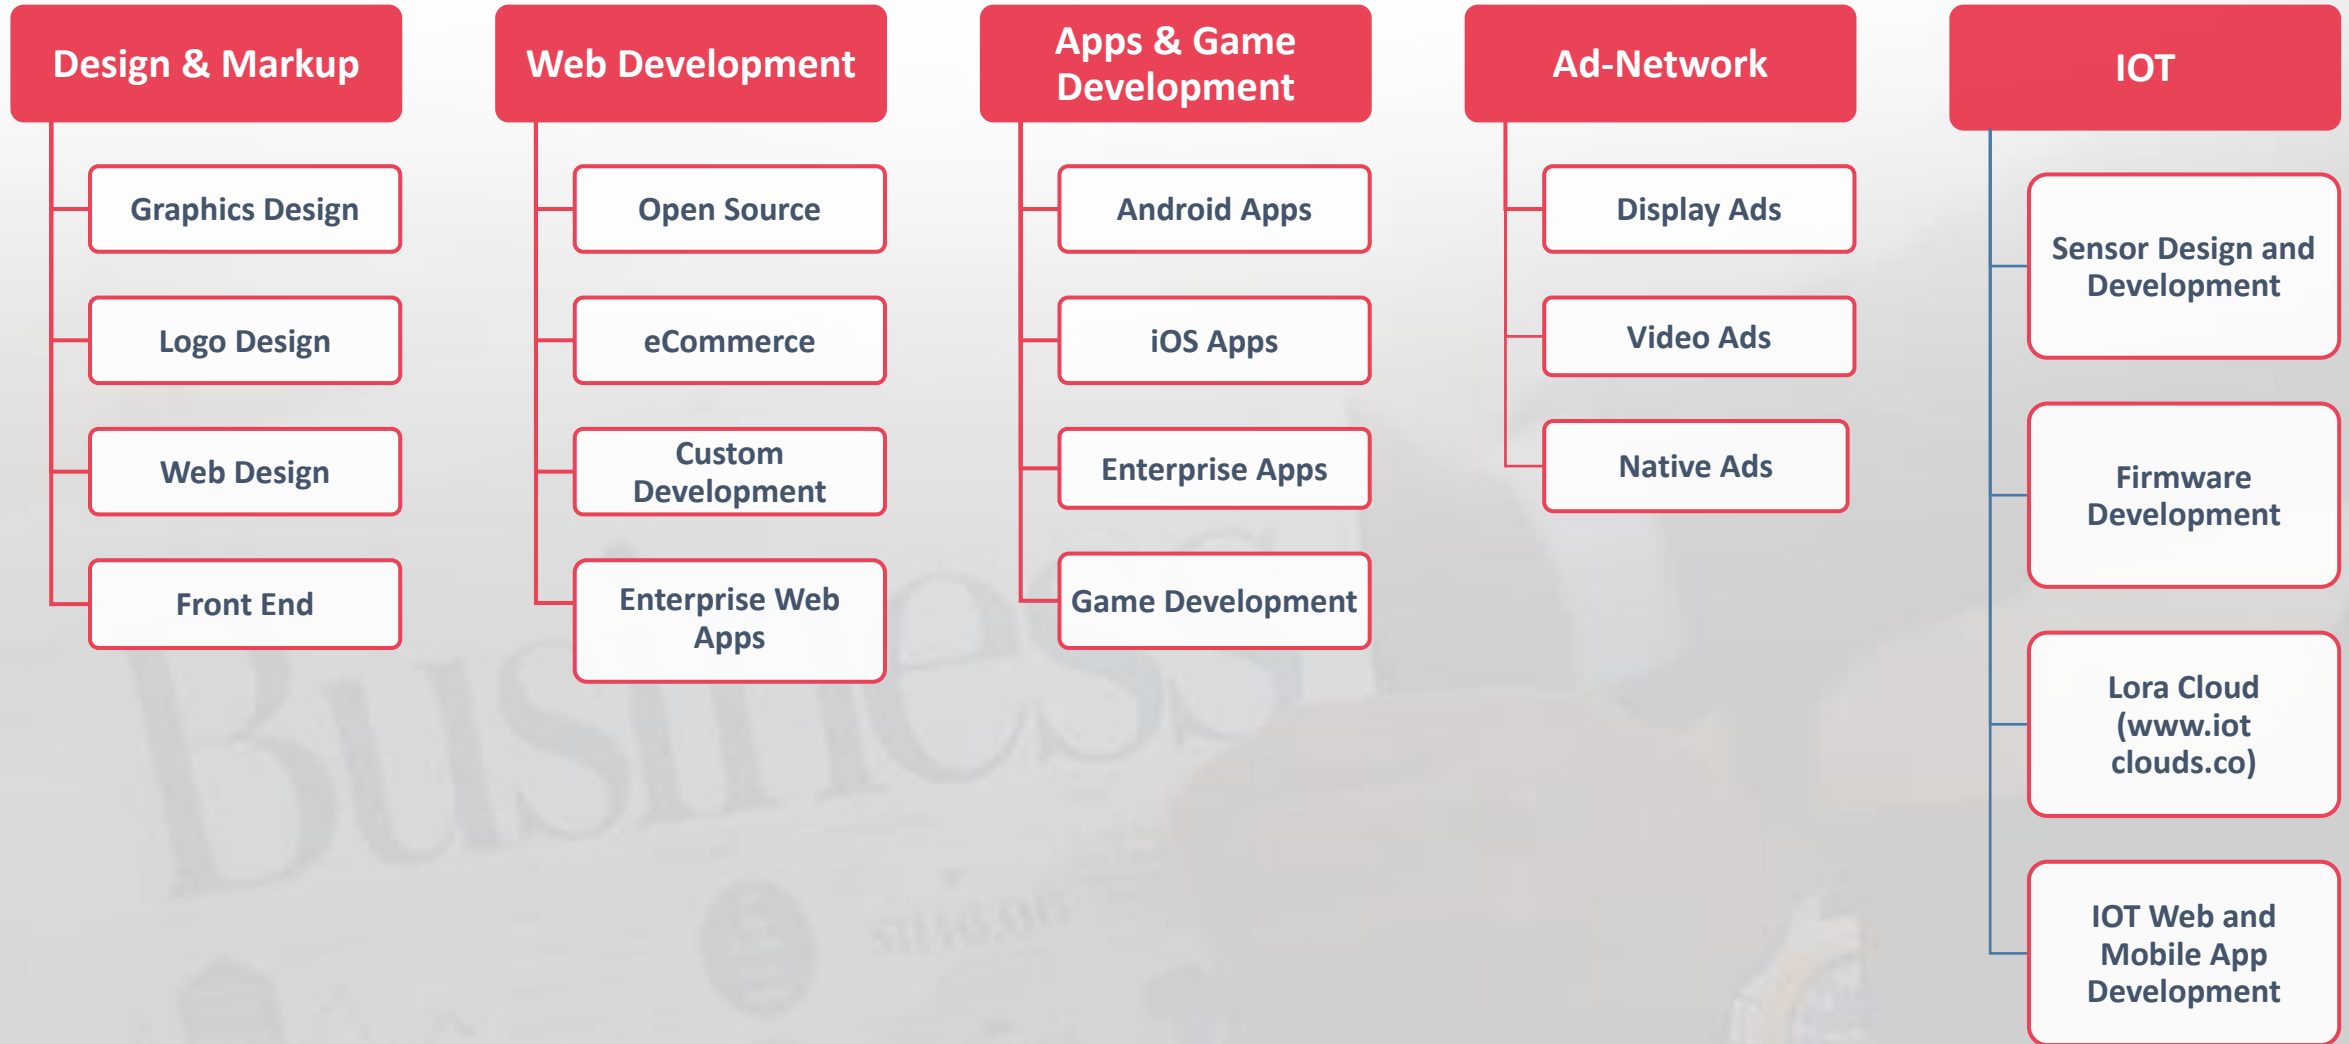 Design & Markup
Graphics Design
Logo Design
Web Design
Front End
Web Development
Open Source
eCommerce
Custom
Development
Enterprise Web
Apps
Apps & Game
Development
Android Apps
iOS Apps
Enterprise Apps
Game Development
Ad-Network
Display Ads
Video Ads
Native Ads
IOT
Sensor Design and
Development
Firmware
Development
Lora Cloud
(www.iot
clouds.co)
IOT Web and
Mobile App
Development
Business